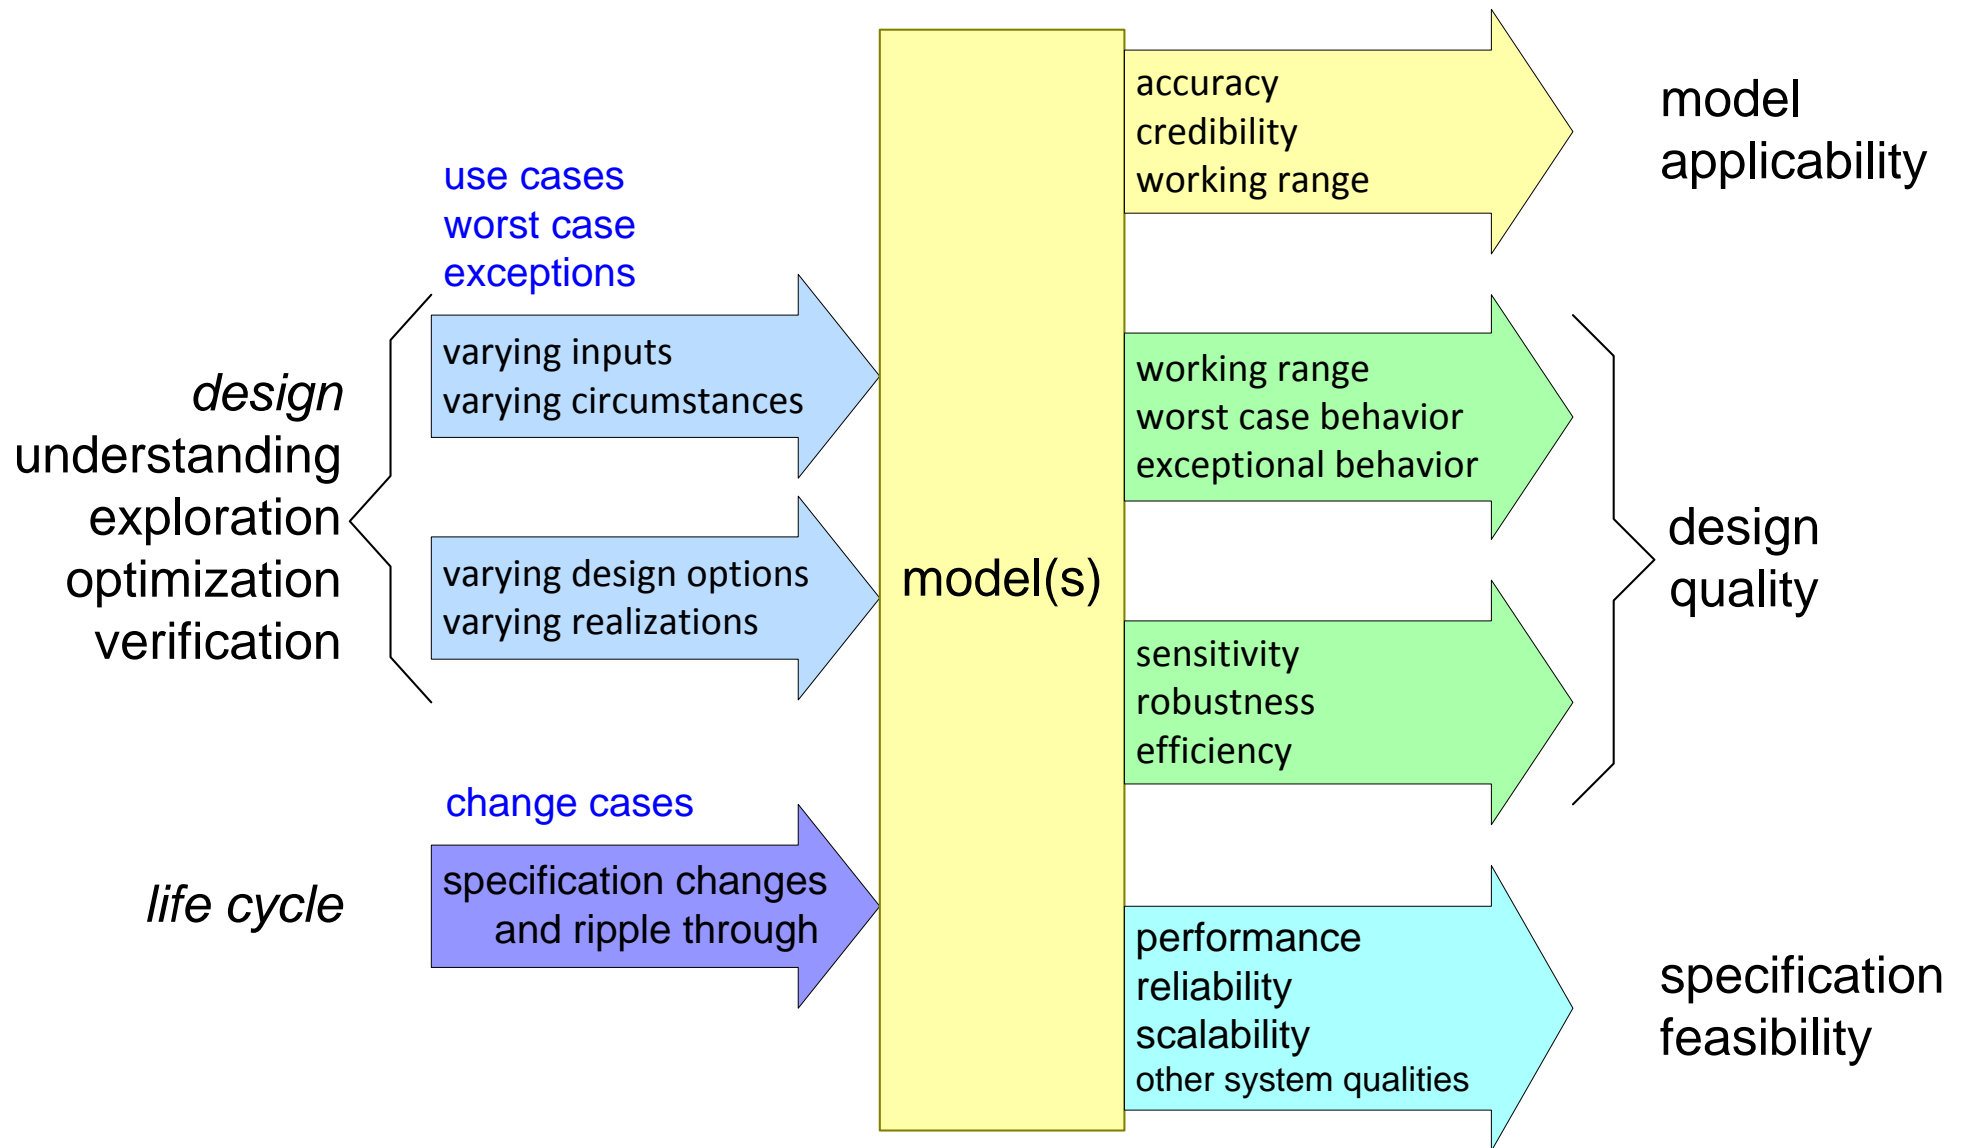 design
understanding
exploration
optimization
verification
life cycle
use cases
worst case
exceptions
varying inputs
varying circumstances
varying design options
varying realizations
change cases
specification changes
and ripple through
model(s)
accuracy
credibility
working range
working range
worst case behavior
exceptional behavior
sensitivity
robustness
efficiency
performance
reliability
scalability
other system qualities
model
applicability
design
quality
specification
feasibility